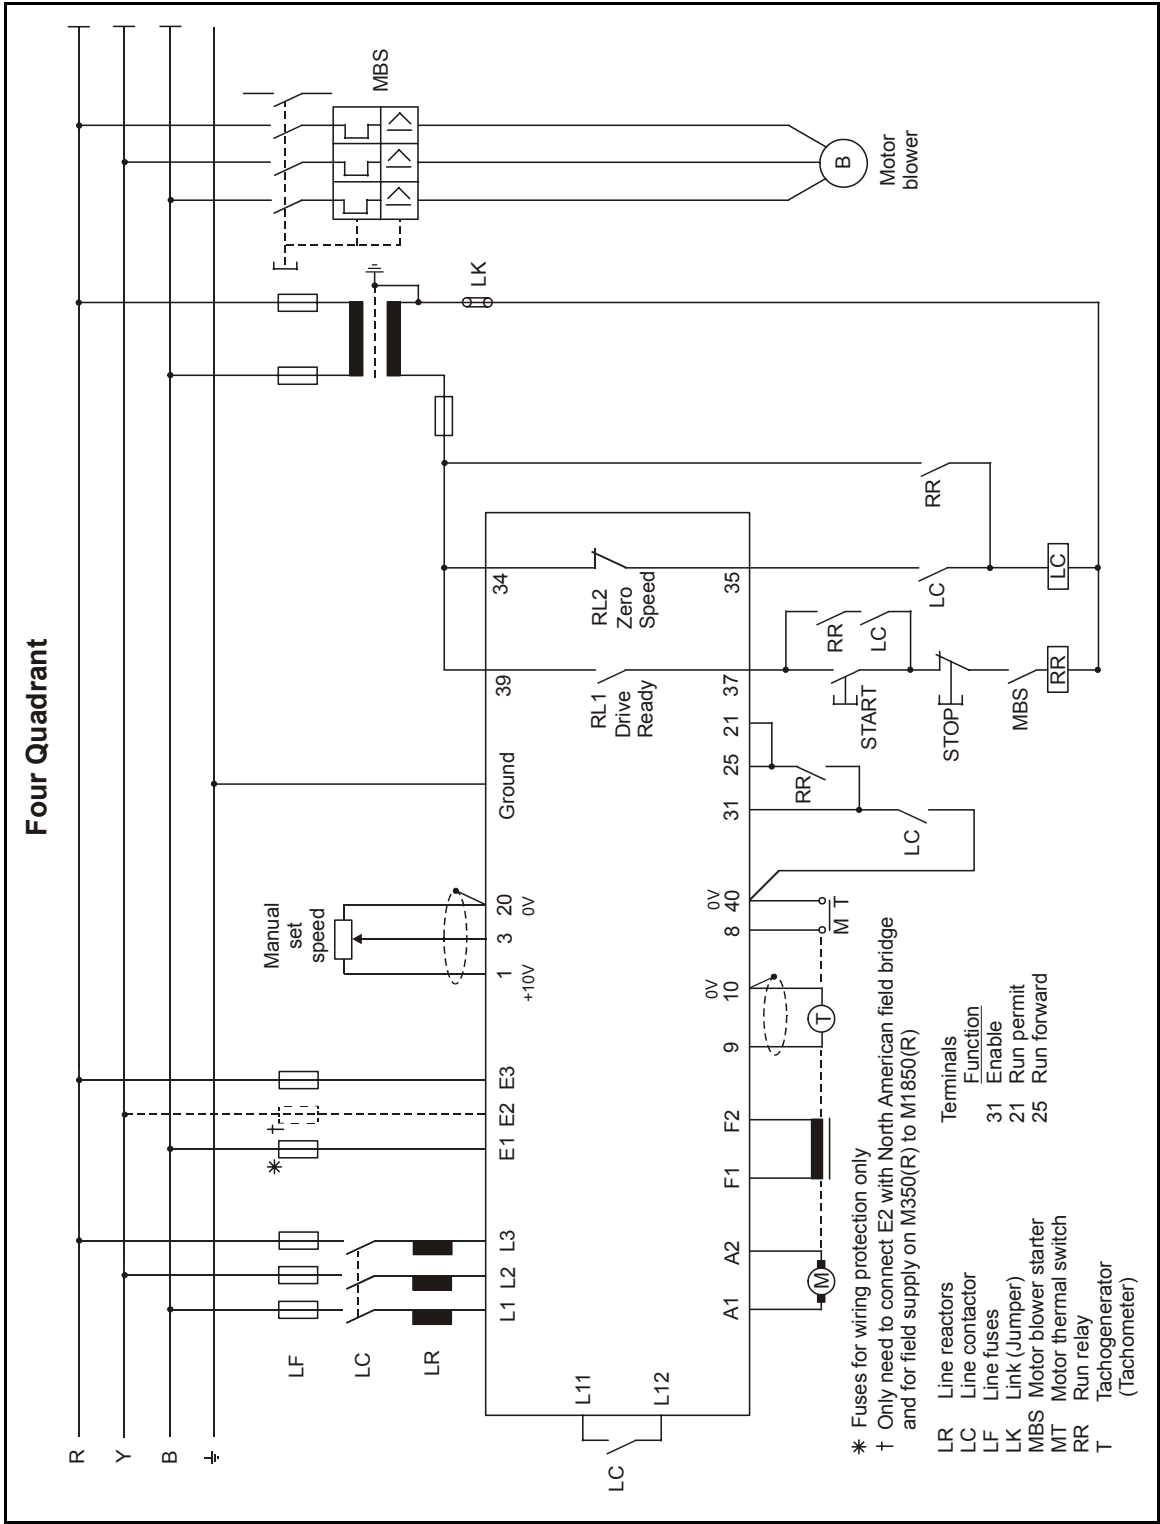 Four Quadrant
R
Y
B
LF
LC
LR
L1
L2
L3
*
†
E1
E2
E3
Manual
set
speed
1
3
20
+10V
0V
Ground
39
34
RL1
Drive
Ready
RL2
Zero
Speed
MBS
LK
B
Motor
blower
L11
L12
LC
A1
A2
F1
F2
9
10
0V
8
40
0V
31
25
21
37
35
M
T
M T
LC
RR
START
RR
LC
STOP
MBS
RR
LC
LC
RR
* Fuses for wiring protection only
† Only need to connect E2 with North American field bridge
and for field supply on M350(R) to M1850(R)
LR Line reactors
LC Line contactor
LF Line fuses
LK Link (Jumper)
MBS Motor blower starter
MT Motor thermal switch
RR Run relay
T Tachogenerator
(Tachometer)
Terminals
Function
31 Enable
21 Run permit
25 Run forward